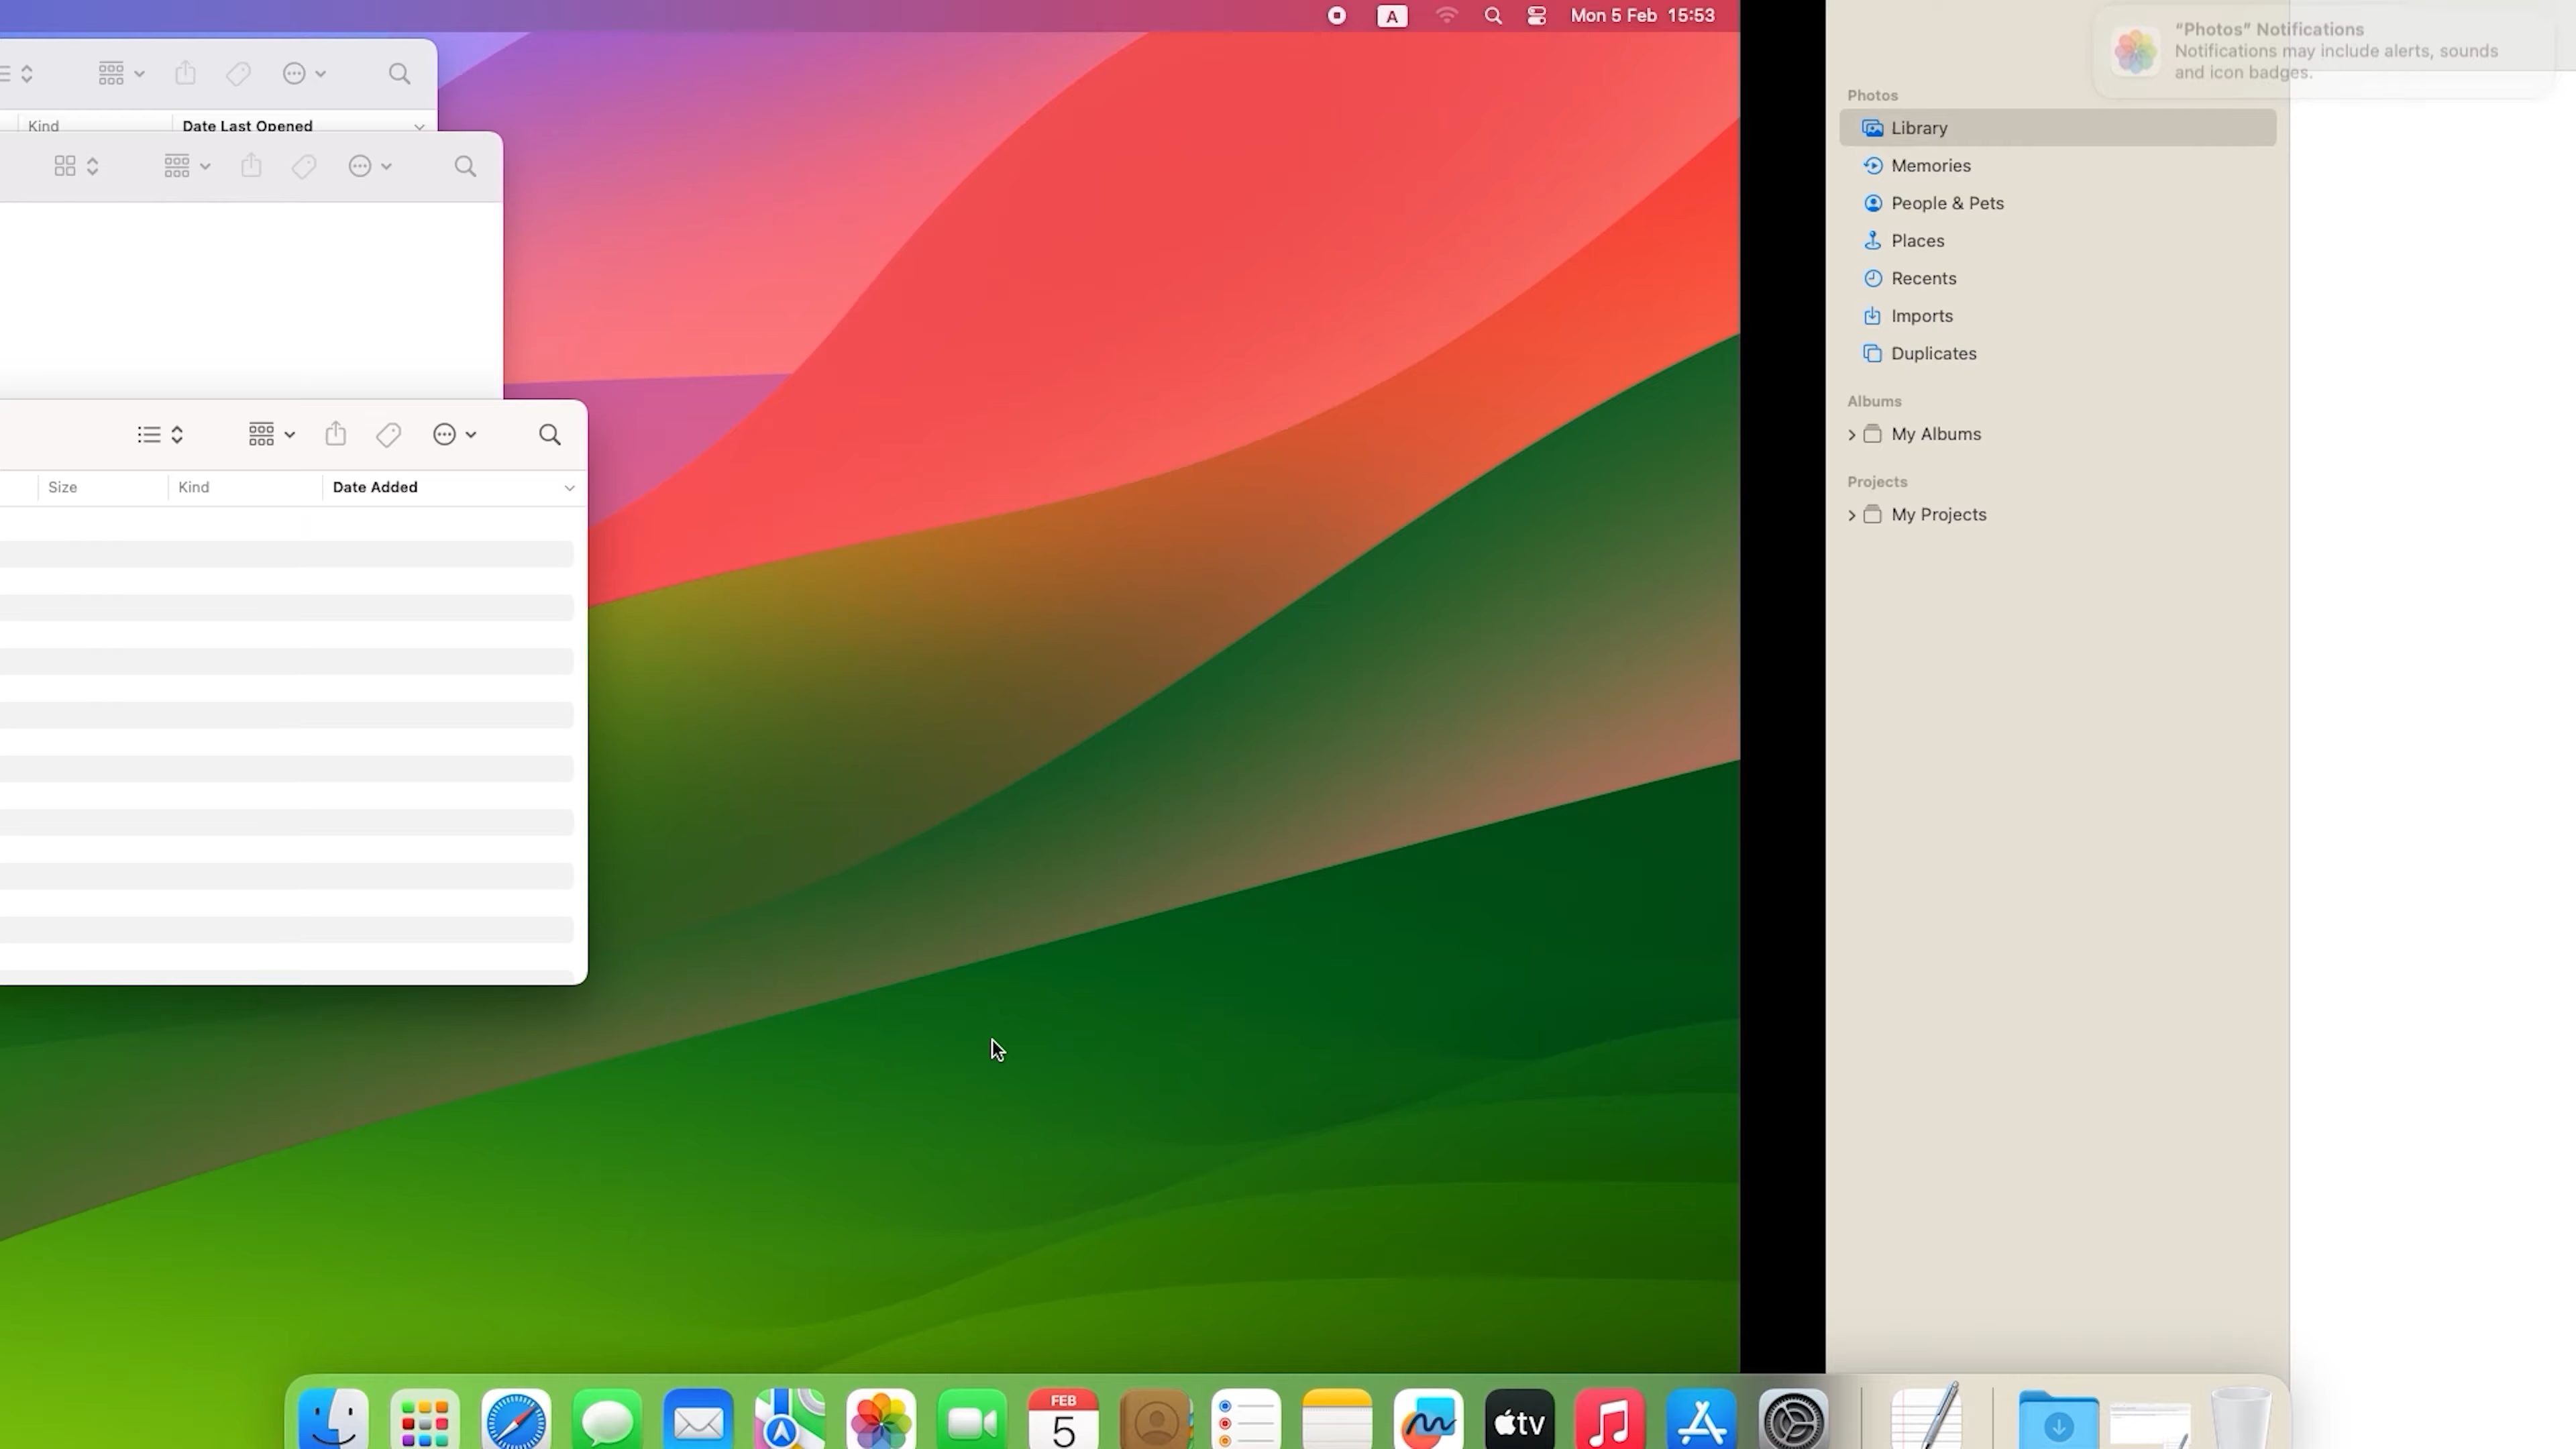 A
Mon 5 Feb 15:53
Kind
Date Last Opened
Size
Kind
Date Added
"Photos" Notifications
Notifications may include alerts, sounds
and icon badges.
Photos
Library
Memories
People & Pets
Places
Recents
Imports
Duplicates
Albums
My Albums
Projects
My Projects
FEB
5
tv